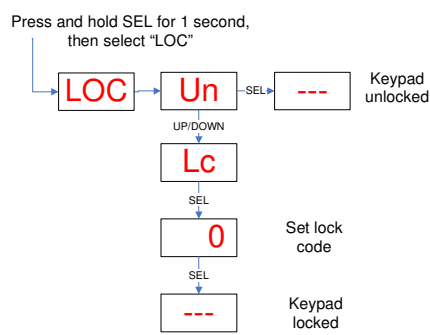 Press and hold SEL for 1 second,
then select “LOC”
LOC
Un
SEL
---
Keypad
unlocked
UP/DOWN
Lc
SEL
0
Set lock
code
SEL
---
Keypad
locked